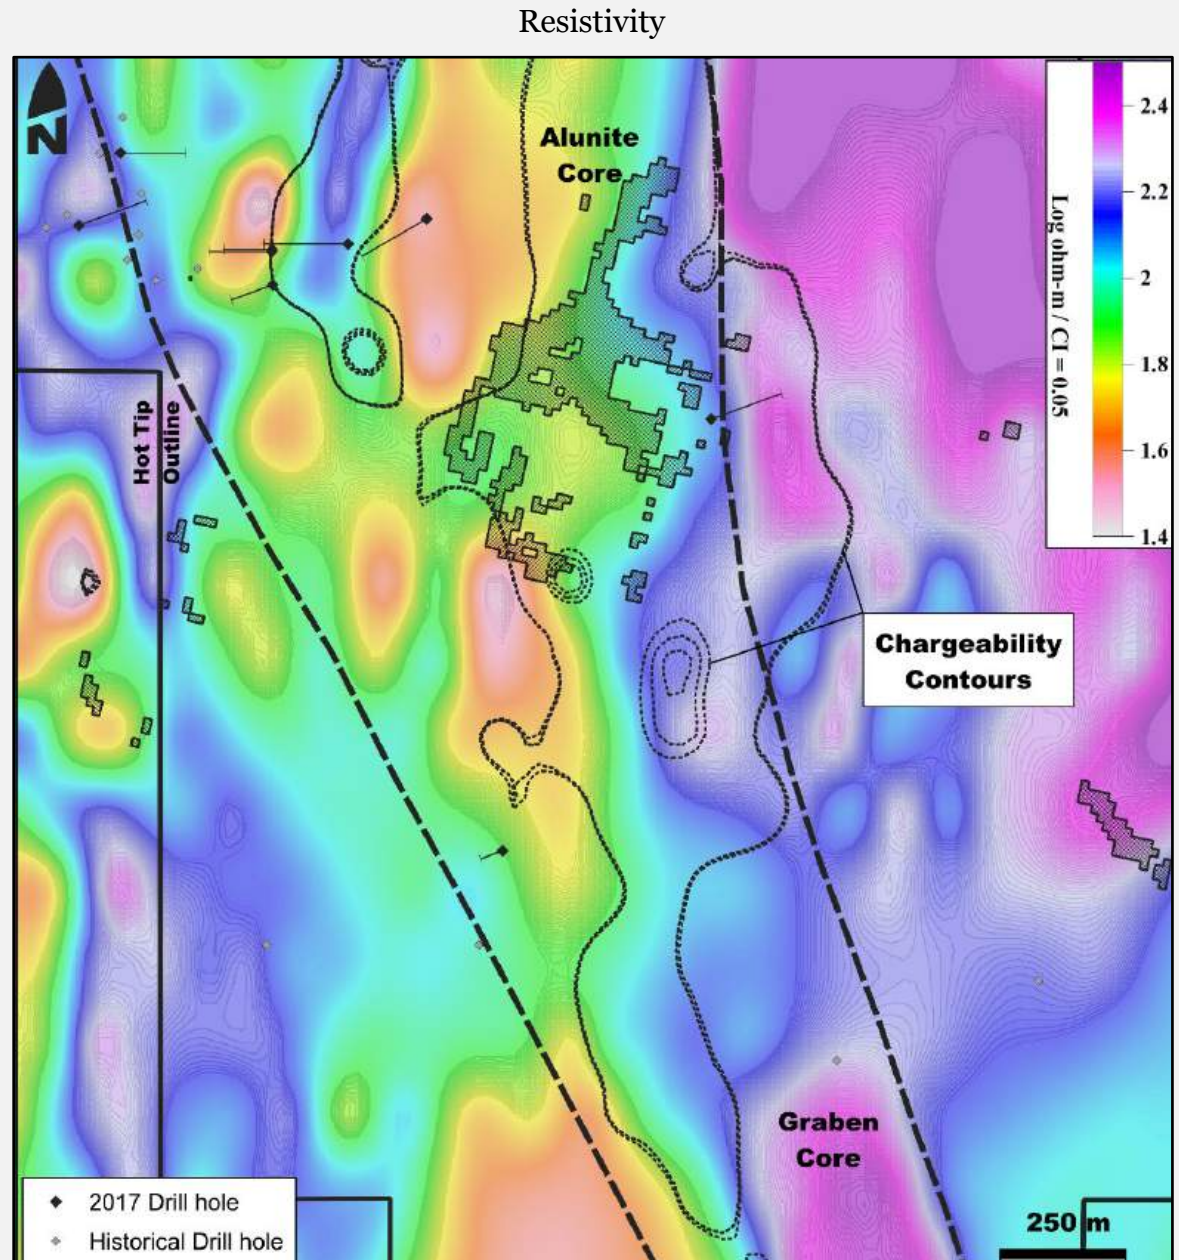 Resistivity
N
Alunite
Core
2.4
2.2
2
1.8
1.6
1.4
Log ohm-m / CI = 0.05
Hot Tip
Outline
Chargeability
Contours
Graben
Core
2017 Drill hole
Historical Drill hole
250 m